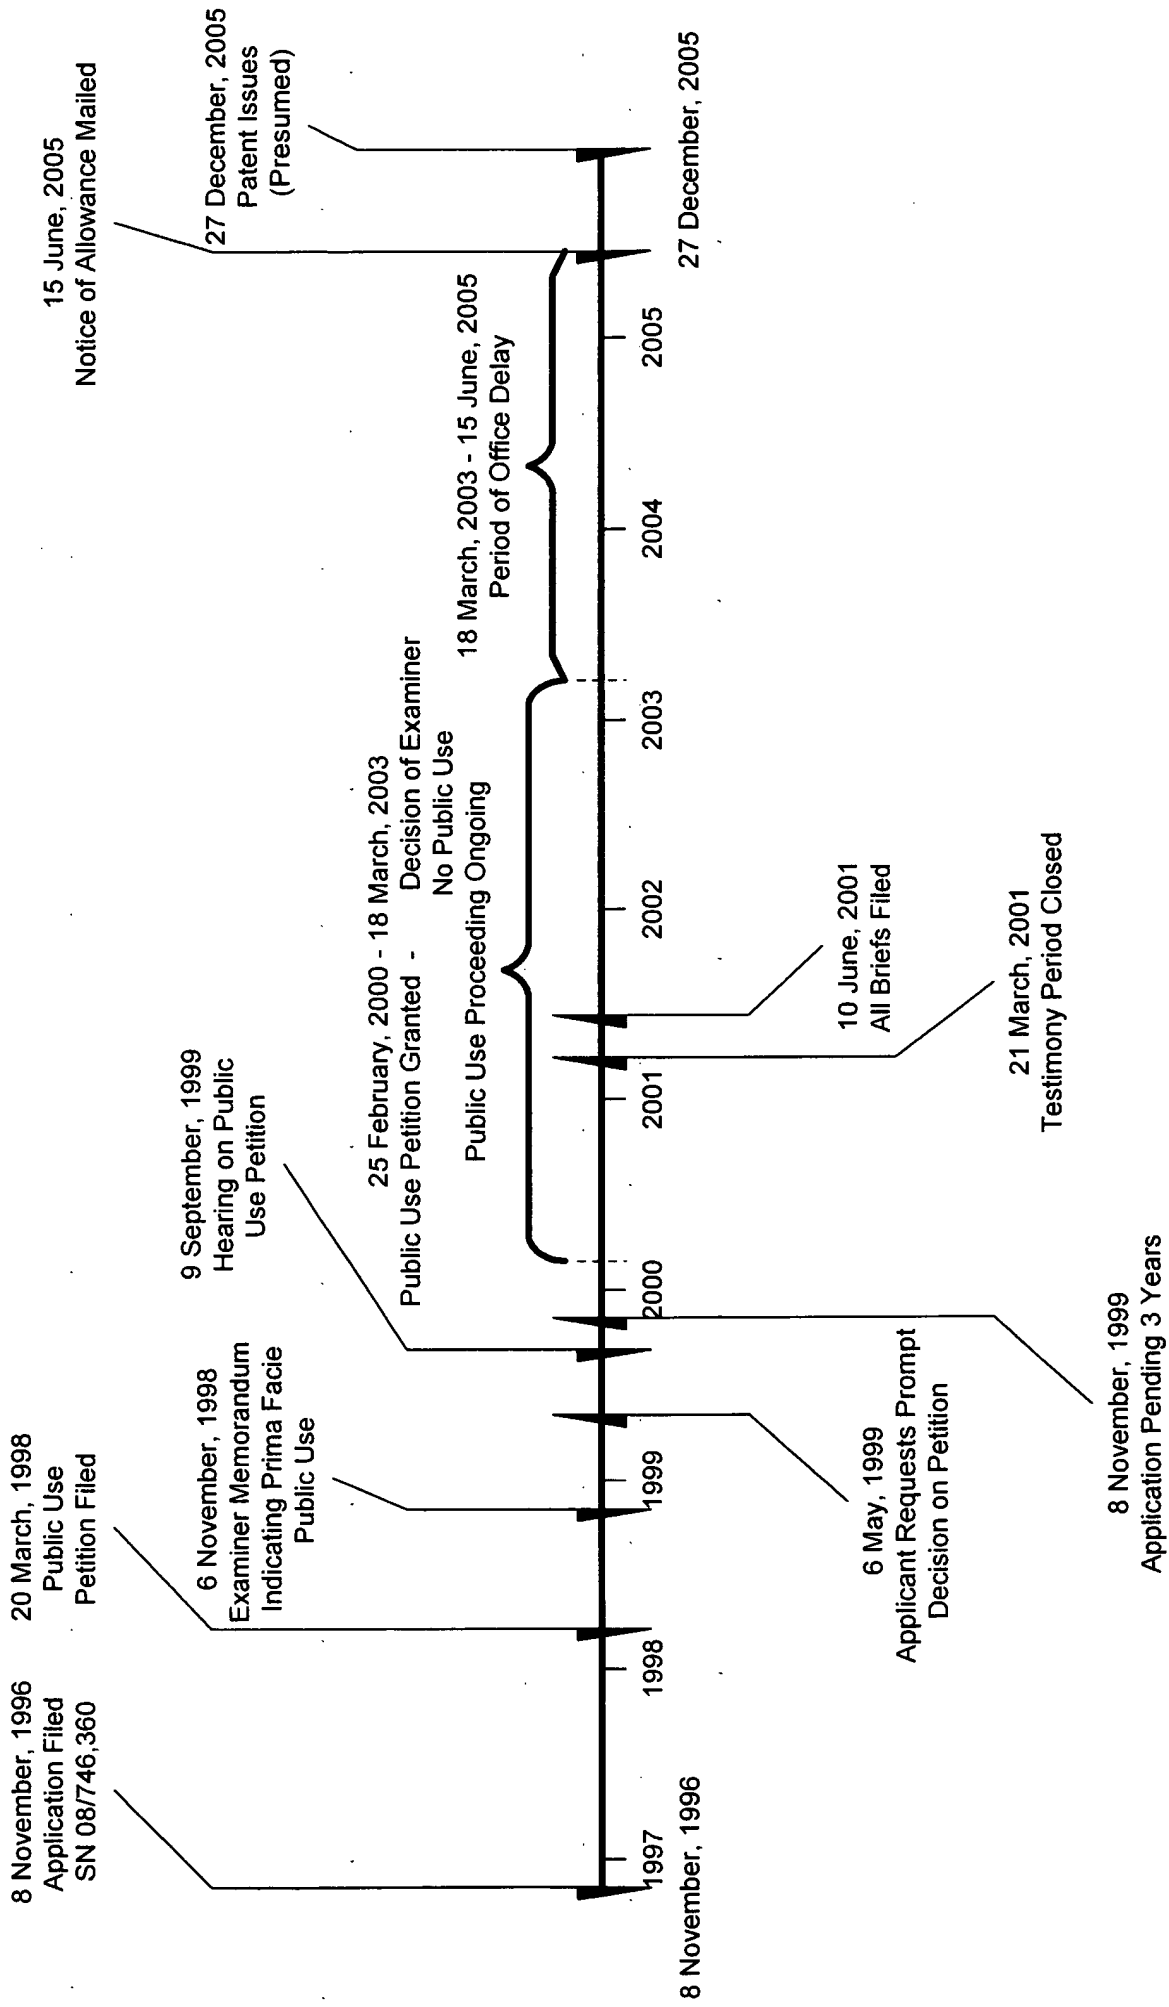 8 November, 1996
Application Filed
SN 08/746,360
20 March, 1998
Public Use
Petition Filed
6 November, 1998
Examiner Memorandum
Indicating Prima Facie
Public Use
9 September, 1999
Hearing on Public
Use Petition
25 February, 2000 - 18 March, 2003
Public Use Petition Granted - Decision of Examiner
No Public Use
Public Use Proceeding Ongoing
18 March, 2003 - 15 June, 2005
Period of Office Delay
15 June, 2005
Notice of Allowance Mailed
27 December, 2005
Patent Issues
(Presumed)
1997 1998 1999 2000 2001 2002 2003 2004 2005
8 November, 1996
27 December, 2005
6 May, 1999
Applicant Requests Prompt
Decision on Petition
8 November, 1999
Application Pending 3 Years
10 June, 2001
All Briefs Filed
21 March, 2001
Testimony Period Closed